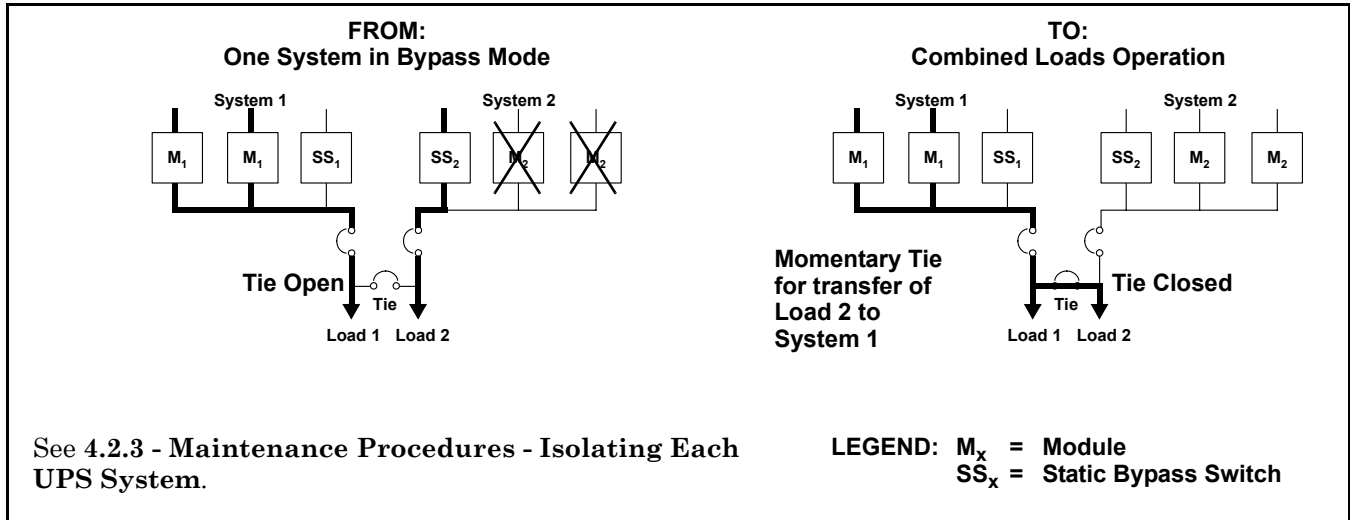 FROM:
One System in Bypass Mode
System 1
System 2
M1
M1
SS1
SS2
M2
M2
Tie Open
Tie
Load 1
Load 2
TO:
Combined Loads Operation
System 1
System 2
M1
M1
SS1
SS2
M2
M2
Momentary Tie
for transfer of
Load 2 to
System 1
Tie Closed
Tie
Load 1
Load 2
See 4.2.3 - Maintenance Procedures - Isolating Each
UPS System.
LEGEND: Mx = Module
SSx = Static Bypass Switch